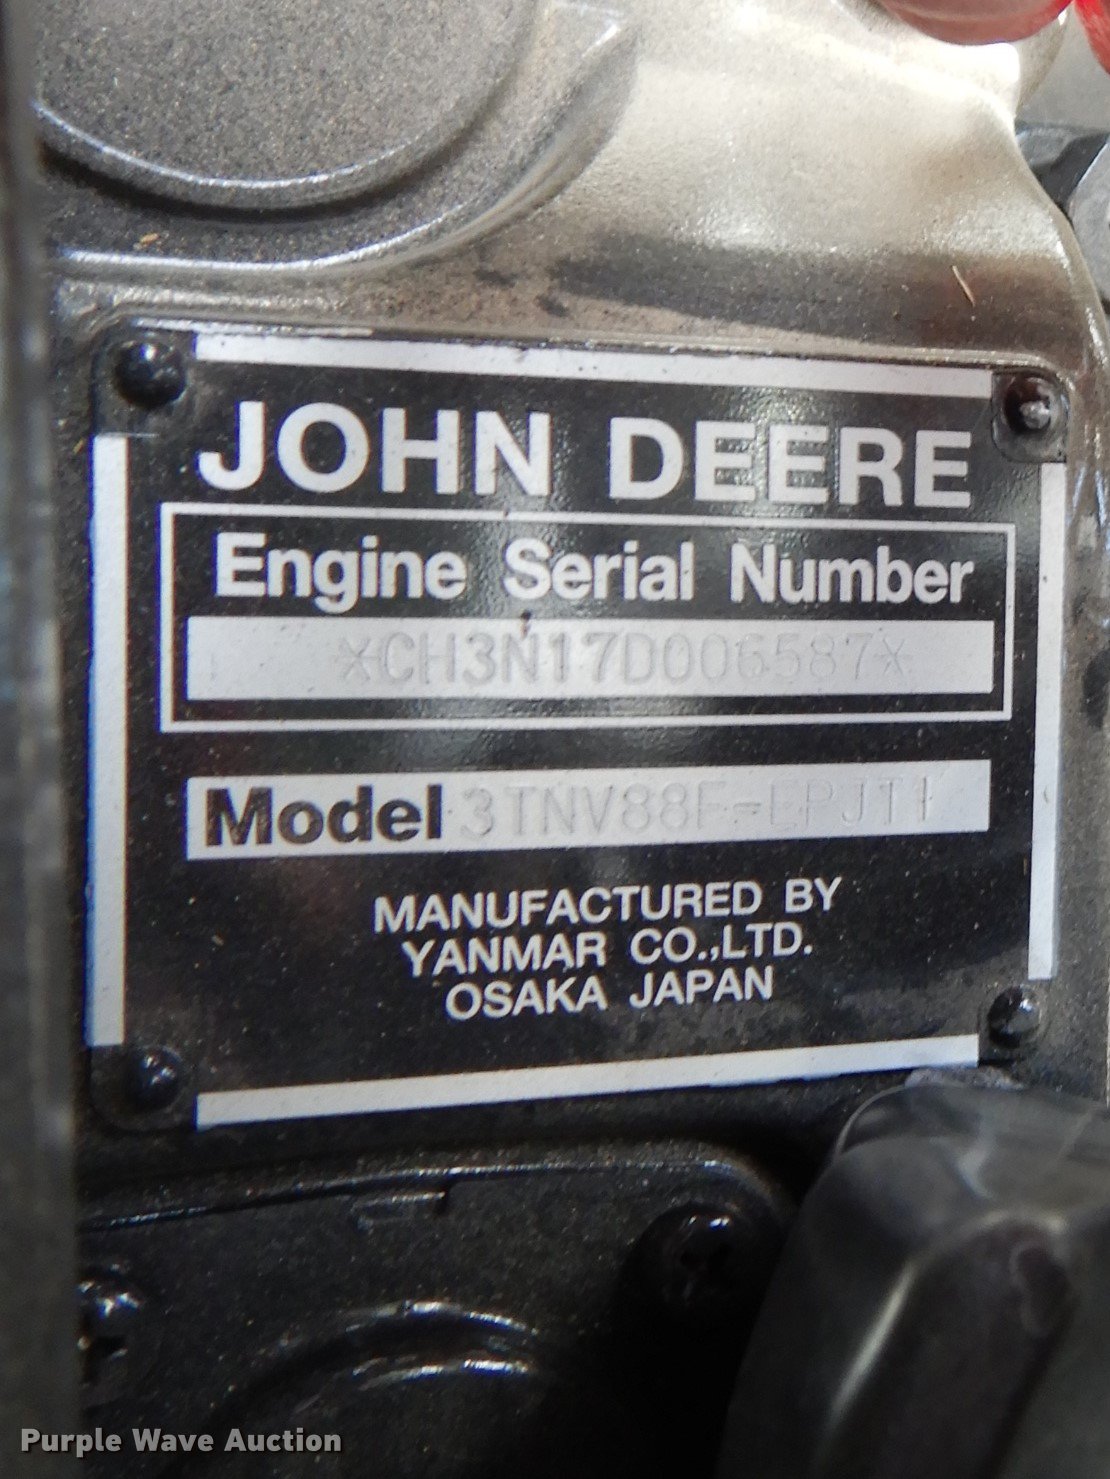 JOHN DEERE
Engine Serial Number
*CH3N17D006587*
Model 3TNV88F-EPJT1
MANUFACTURED BY
YANMAR CO.,LTD.
OSAKA JAPAN
Purple Wave Auction